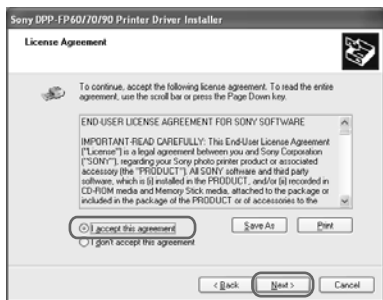 Sony DPP-FP60/70/90 Printer Driver Installer
License Agreement
To continue, accept the following license agreement. To read the entire
agreement, use the scroll bar or press the Page Down key.
END-USER LICENSE AGREEMENT FOR SONY SOFTWARE
IMPORTANT-READ CAREFULLY: This End-User License Agreement
("License") is a legal agreement between you and Sony Corporation
("SONY"), regarding your Sony photo printer product or associated
accessory (the "PRODUCT"). All SONY software and third party
software, which is (i) installed in the PRODUCT, and/or (ii) recorded in
CD-ROM media and Memory Stick media, attached to the package or
included in the package of the PRODUCT or of accessories to the
I accept this agreement
I don't accept this agreement
Save As
Print
< Back
Next >
Cancel